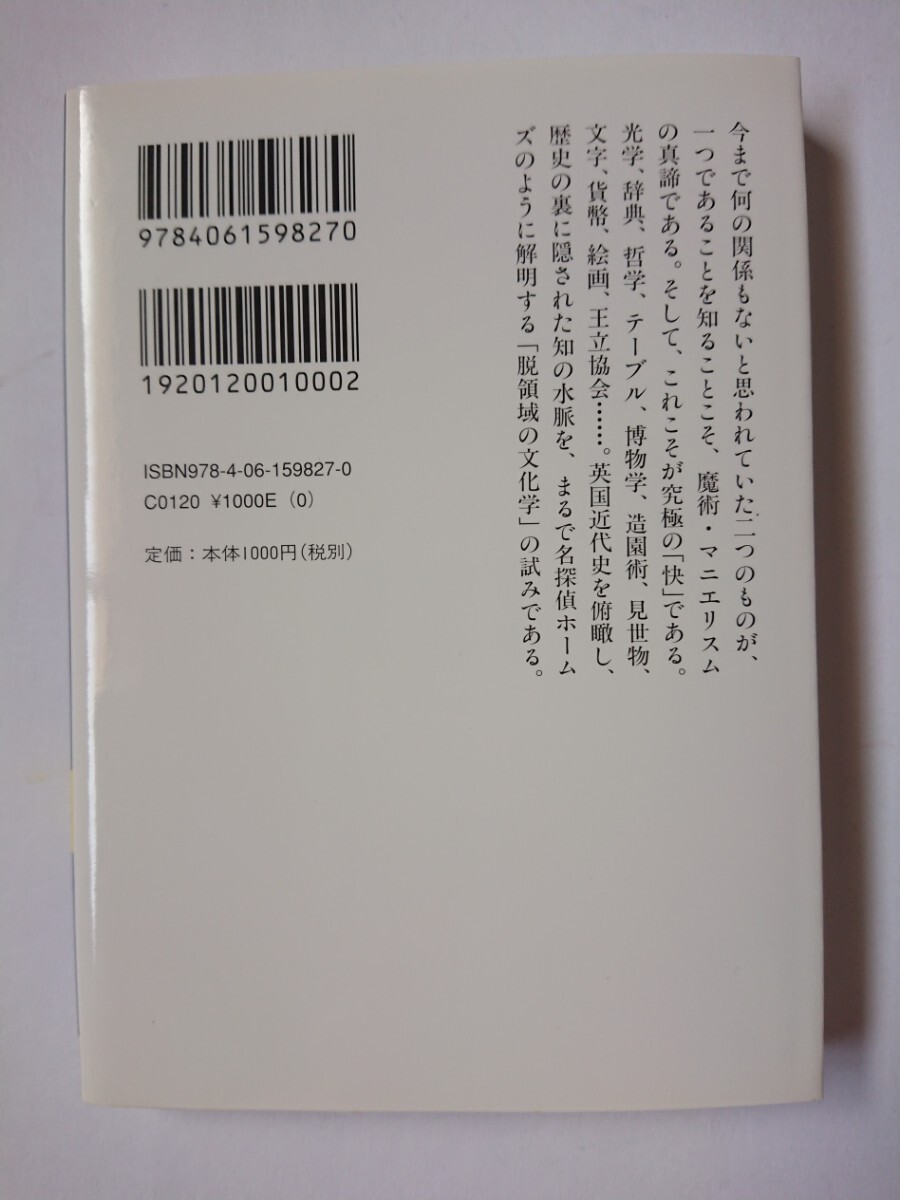 今まで何の関係もないと思われていた二つのものが、
一つであることを知ることこそ、魔術・マニエリスム
の真諦である。そして、これこそが究極の「快」である。
光学、辞典、哲学、テーブル、博物学、造園術、見世物、
文字、貨幣、絵画、王立協会……。英国近代史を俯瞰し、
歴史の裏に隠された知の水脈を、まるで名探偵ホーム
ズのように解明する「脱領域の文化学」の試みである。
9784061598270
1920120010002
ISBN978-4-06-159827-0
C0120 ¥1000E (0)
定価：本体1000円(税別)